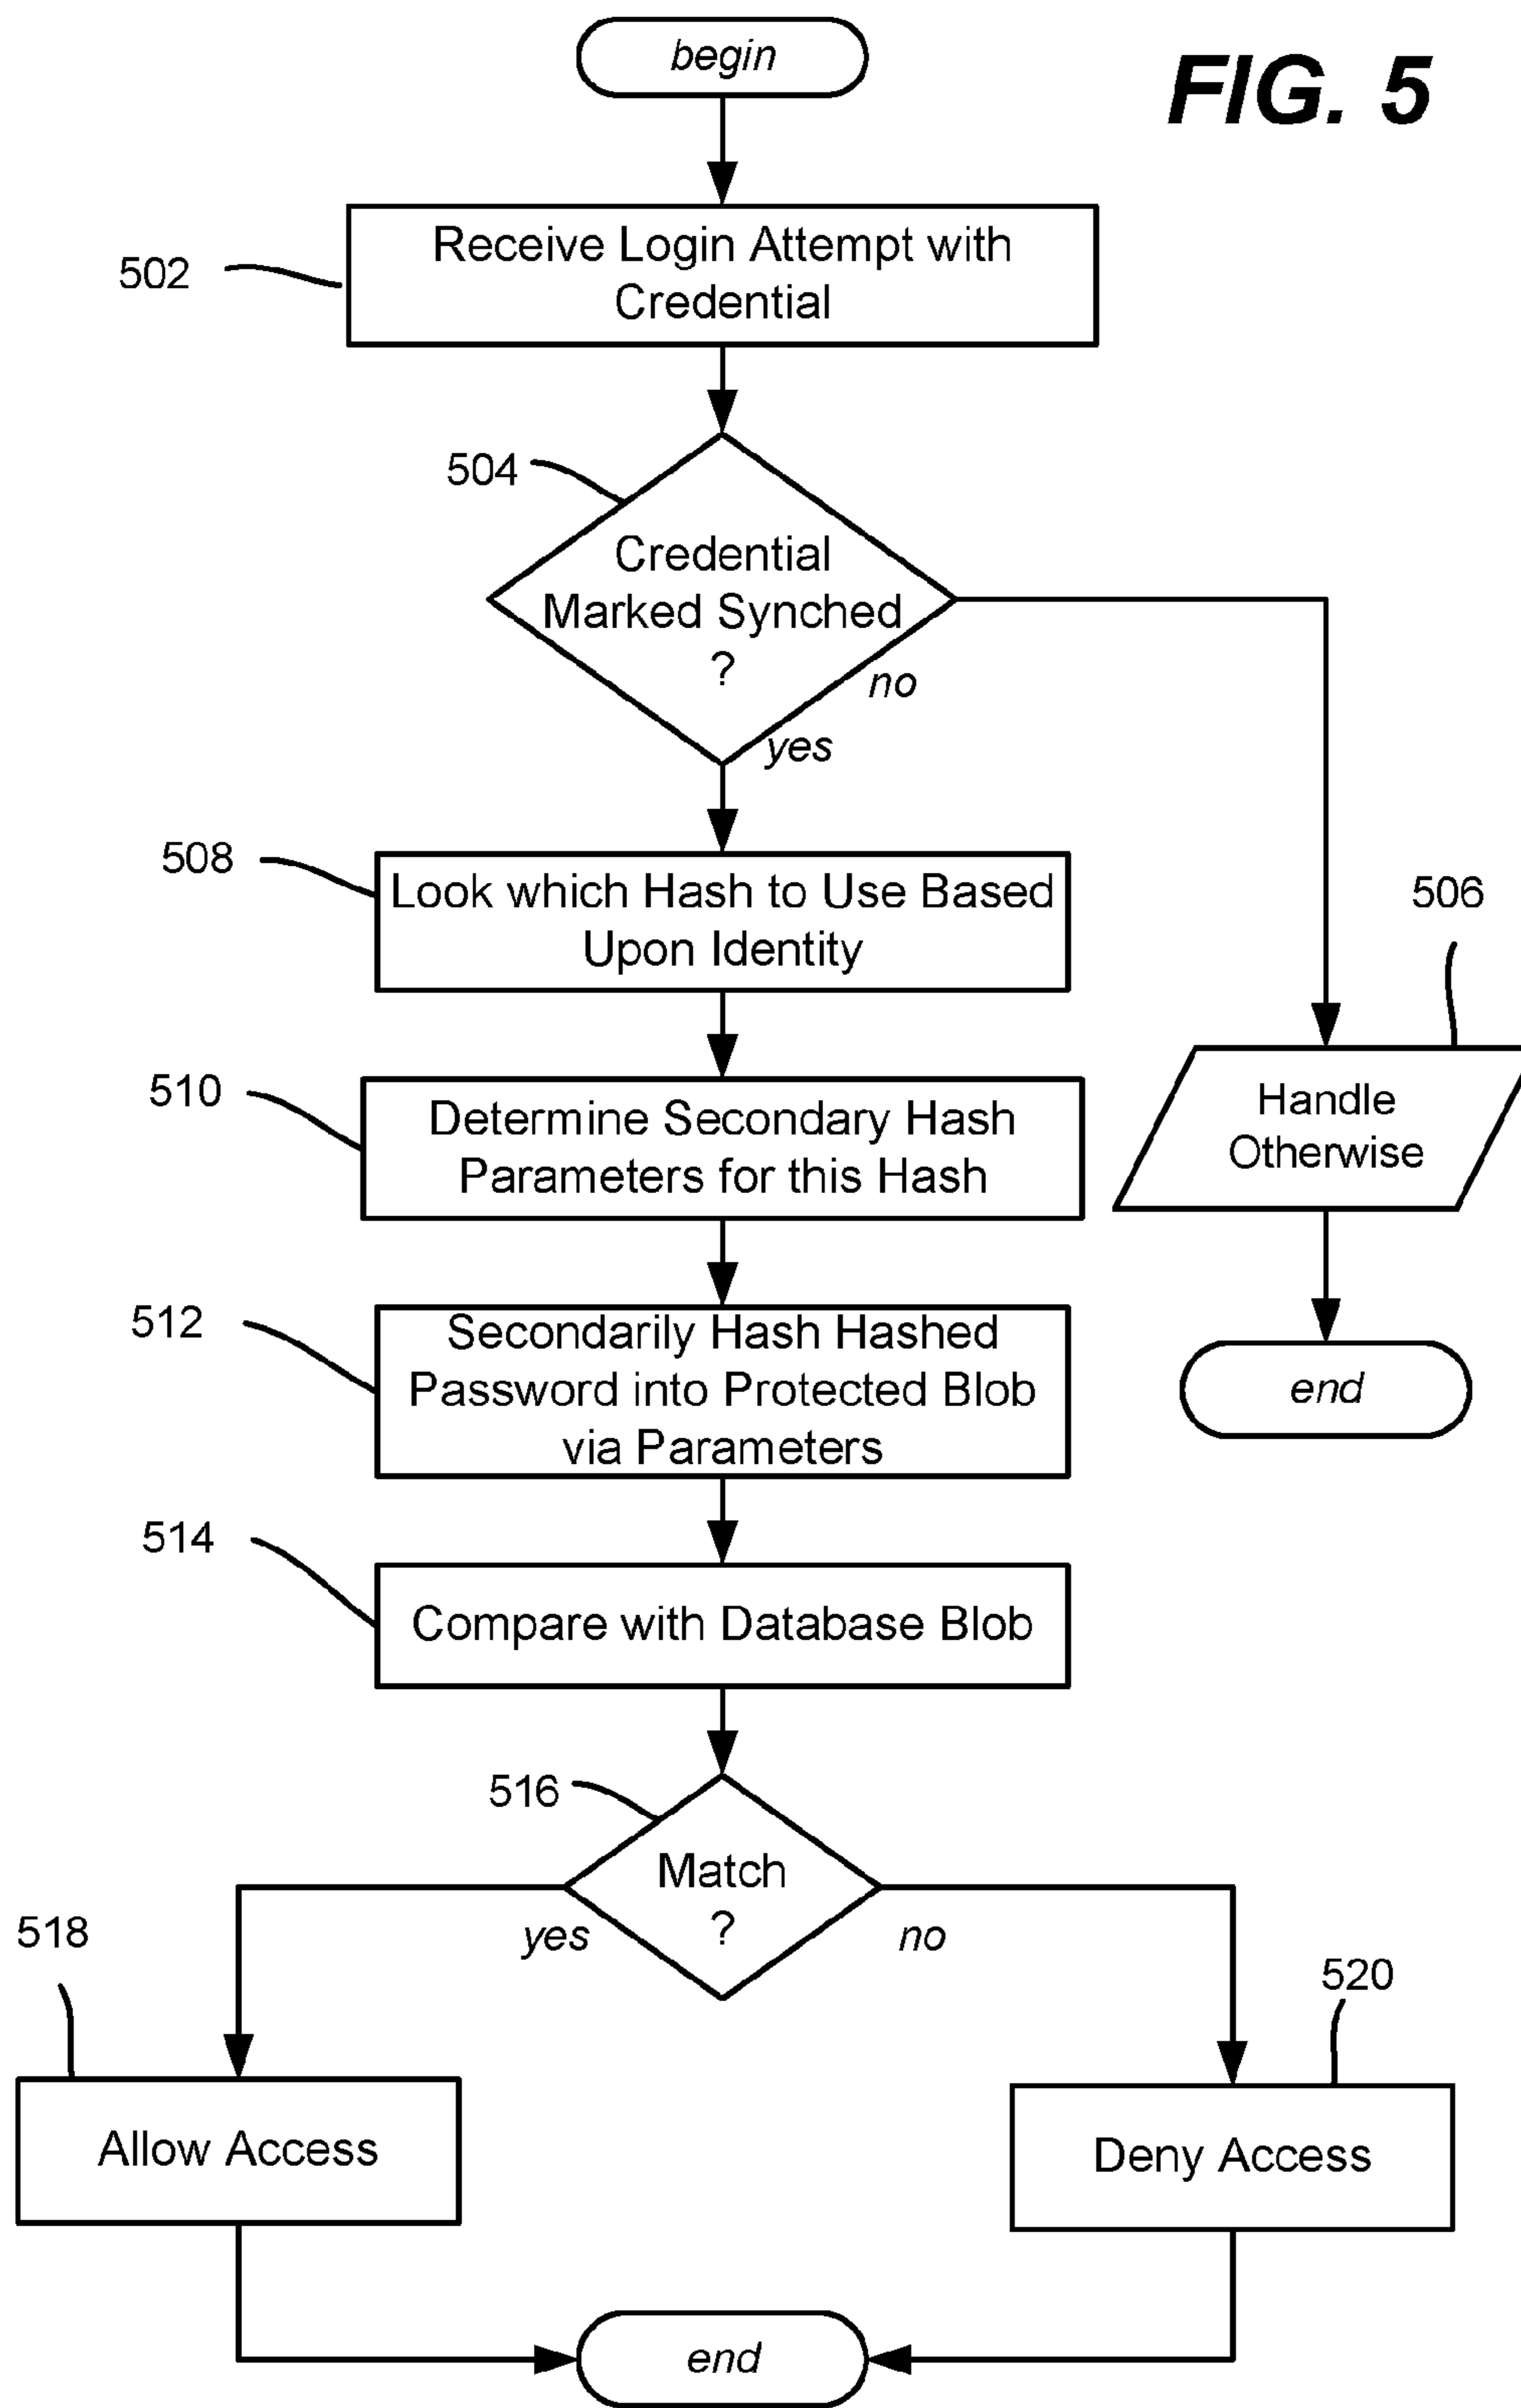 begin
FIG. 5
502
Receive Login Attempt with
Credential
504
Credential
Marked Synched
?
no
yes
508
Look which Hash to Use Based
Upon Identity
506
510
Determine Secondary Hash
Parameters for this Hash
Handle
Otherwise
512
Secondarily Hash Hashed
Password into Protected Blob
via Parameters
end
514
Compare with Database Blob
516
Match
?
yes
no
518
520
Allow Access
Deny Access
end